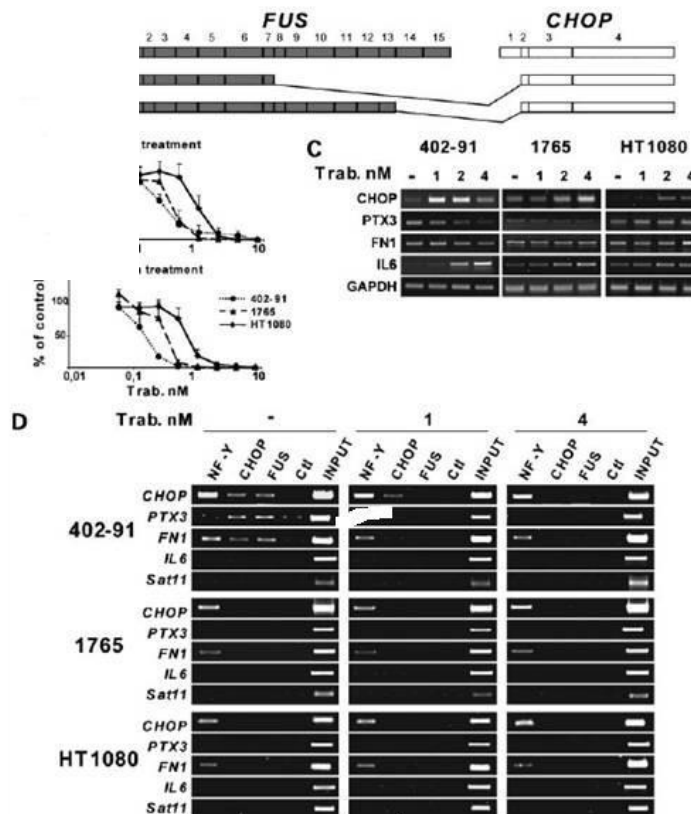 FUS CHOP
2 3 4 5 6 7 8 9 10 11 12 13 14 15 1 2 3 4
treatment
1 10
treatment
% of control
100
50
402-91
1765
HT1080
0,01 0,1 1 10
Trab. nM
C 402-91 1765 HT1080
Trab. nM - 1 2 4 - 1 2 4 - 1 2 4
CHOP
PTX3
FN1
IL6
GAPDH
D Trab. nM - 1 4
NF-Y CHOP FUS Ctl INPUT NF-Y CHOP FUS Ctl INPUT NF-Y CHOP FUS Ctl INPUT
402-91
CHOP
PTX3
FN1
IL6
Sat11
1765
CHOP
PTX3
FN1
IL6
Sat11
HT1080
CHOP
PTX3
FN1
IL6
Sat11